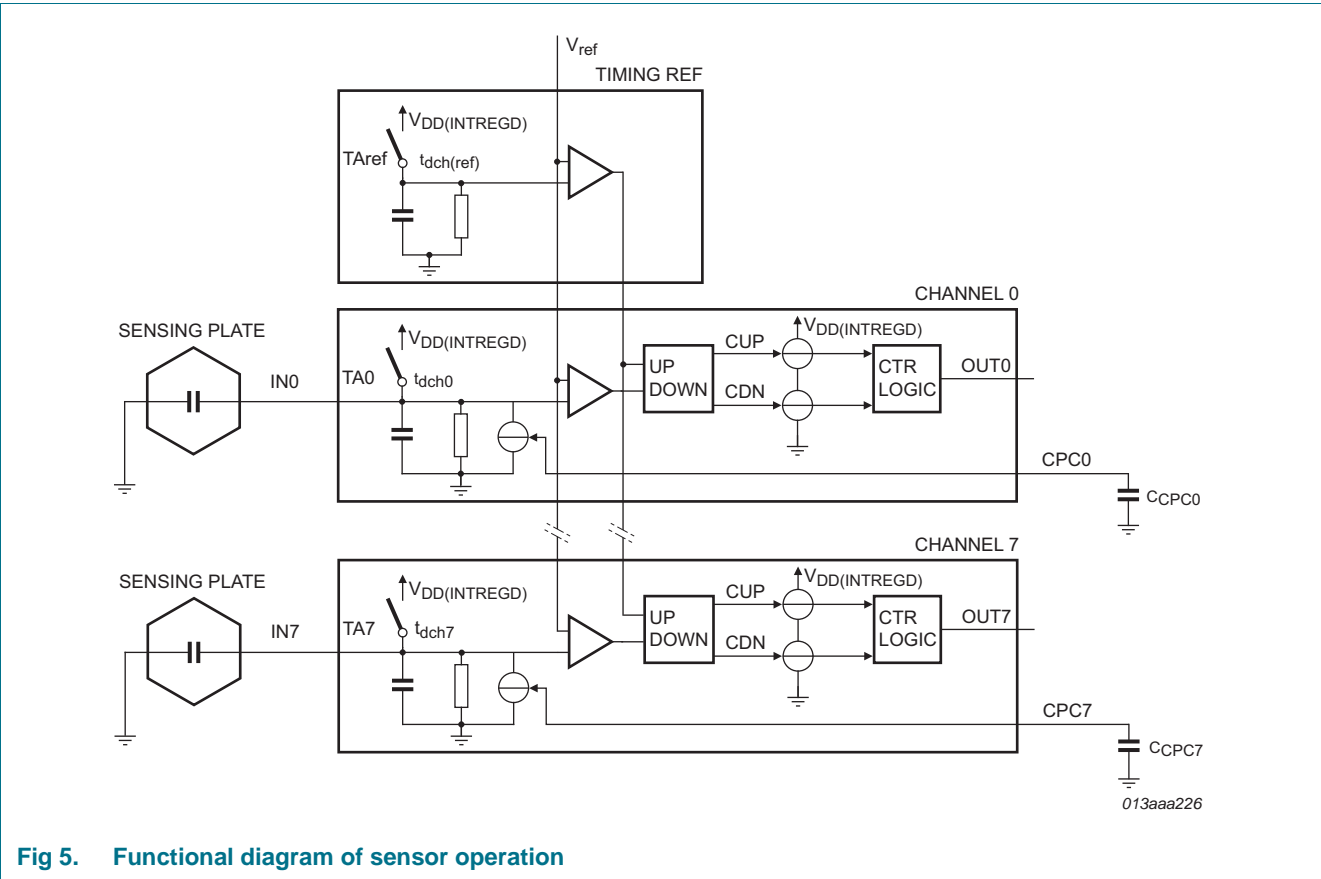 Vref
TIMING REF
VDD(INTREGD)
TAref
tdch(ref)
CHANNEL 0
SENSING PLATE
VDD(INTREGD)
VDD(INTREGD)
CUP
IN0
TA0
tdch0
UP
DOWN
CTR
LOGIC
OUT0
CDN
CPC0
CCPC0
CHANNEL 7
SENSING PLATE
VDD(INTREGD)
VDD(INTREGD)
CUP
IN7
TA7
tdch7
UP
DOWN
CTR
LOGIC
OUT7
CDN
CPC7
CCPC7
013aaa226
Fig 5. Functional diagram of sensor operation